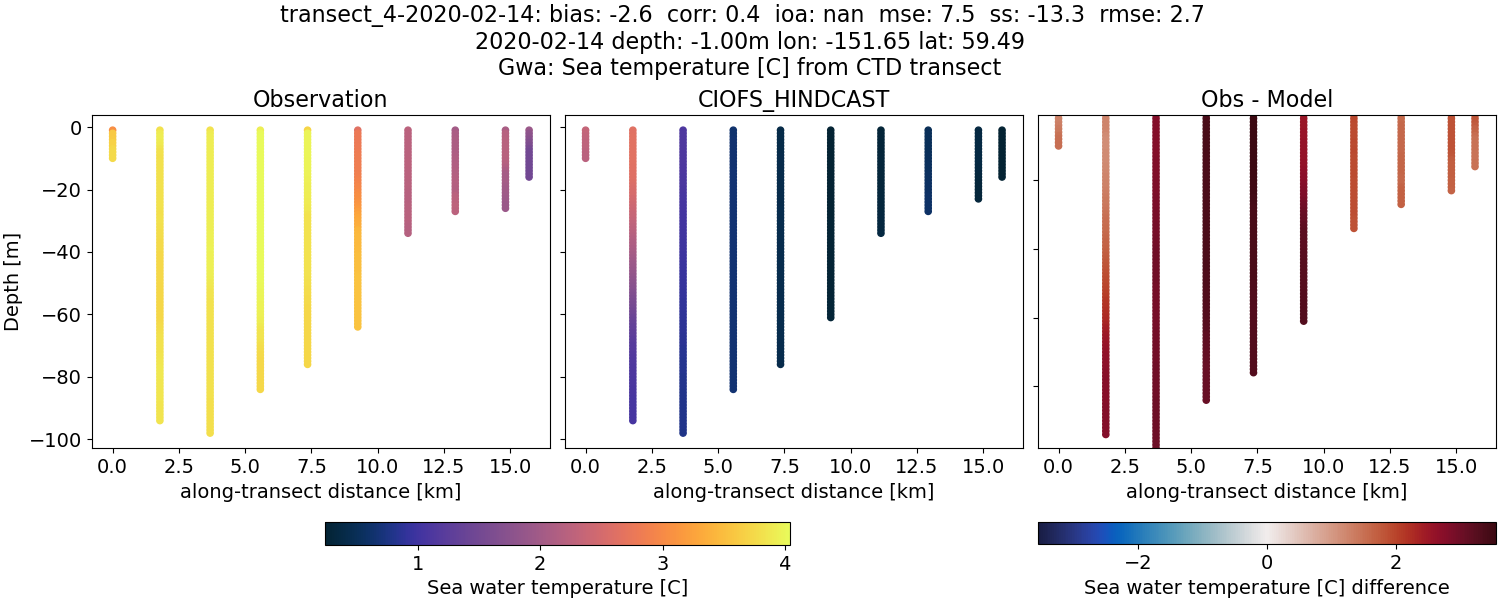 transect_4-2020-02-14: bias: -2.6  corr: 0.4  ioa: nan  mse: 7.5  ss: -13.3  rmse: 2.7
2020-02-14 depth: -1.00m lon: -151.65 lat: 59.49
Gwa: Sea temperature [C] from CTD transect
Observation
CIOFS_HINDCAST
Obs - Model
Depth [m]
0
−20
−40
−60
−80
−100
0.0 2.5 5.0 7.5 10.0 12.5 15.0
0.0 2.5 5.0 7.5 10.0 12.5 15.0
0.0 2.5 5.0 7.5 10.0 12.5 15.0
along-transect distance [km]
along-transect distance [km]
along-transect distance [km]
1 2 3 4
Sea water temperature [C]
−2 0 2
Sea water temperature [C] difference